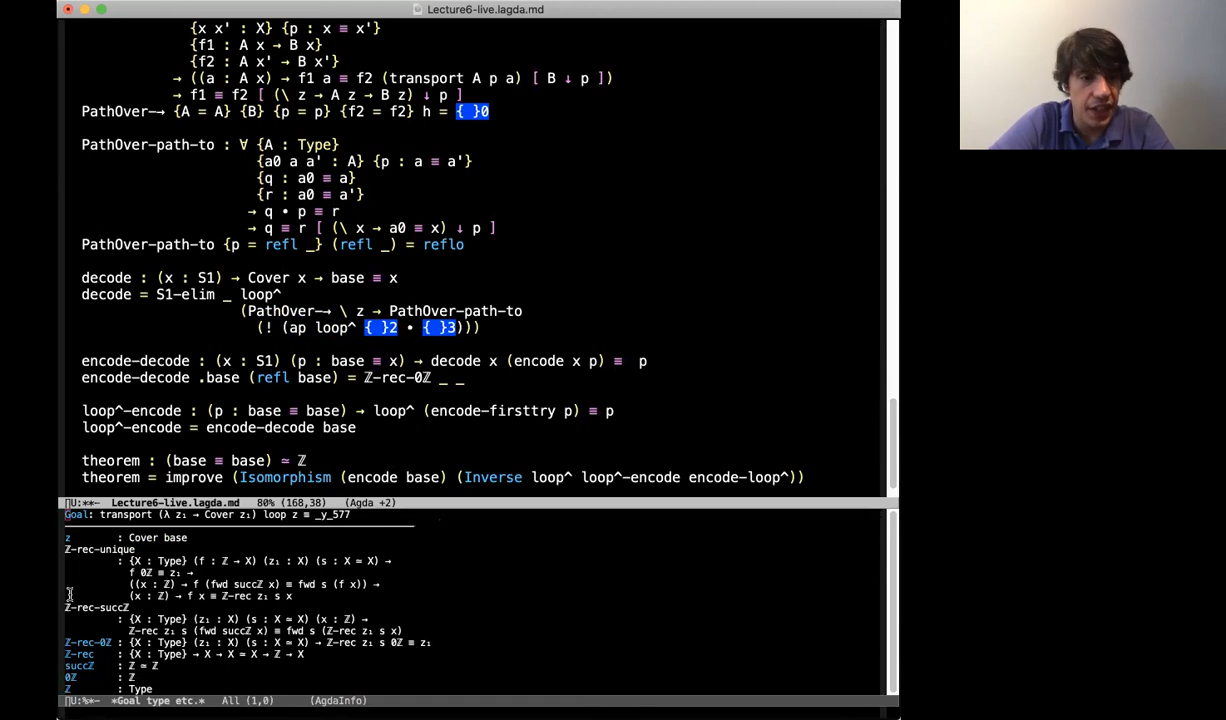 Lecture6-live.lagda.md
{x x' : X} {p : x ≡ x'}
{f1 : A x → B x}
{f2 : A x' → B x'}
→ ((a : A x) → f1 a ≡ f2 (transport A p a) [ B ↓ p ])
→ f1 ≡ f2 [ (\ z → A z → B z) ↓ p ]
PathOver-→ {A = A} {B} {p = p} {f2 = f2} h = { }0
PathOver-path-to : ∀ {A : Type}
{a0 a a' : A} {p : a ≡ a'}
{q : a0 ≡ a}
{r : a0 ≡ a'}
→ q • p ≡ r
→ q ≡ r [ (\ x → a0 ≡ x) ↓ p ]
PathOver-path-to {p = refl _} (refl _) = reflo
decode : (x : S1) → Cover x → base ≡ x
decode = S1-elim _ loop^
(PathOver-→ \ z → PathOver-path-to
(! (ap loop^ { }2 • { }3)))
encode-decode : (x : S1) (p : base ≡ x) → decode x (encode x p) ≡  p
encode-decode .base (refl base) = ℤ-rec-0ℤ _ _
loop^-encode : (p : base ≡ base) → loop^ (encode-firsttry p) ≡ p
loop^-encode = encode-decode base
theorem : (base ≡ base) ≃ ℤ
theorem = improve (Isomorphism (encode base) (Inverse loop^ loop^-encode encode-loop^))
∏U:**–  Lecture6-live.lagda.md   80% (168,38)   (Agda +2)
Goal: transport (λ z₁ → Cover z₁) loop z ≡ _y_577
z : Cover base
ℤ-rec-unique
: {X : Type} (f : ℤ → X) (z₁ : X) (s : X ≃ X) →
f 0ℤ ≡ z₁ →
((x : ℤ) → f (fwd succℤ x) ≡ fwd s (f x)) →
(x : ℤ) → f x ≡ ℤ-rec z₁ s x
ℤ-rec-succℤ
: {X : Type} (z₁ : X) (s : X ≃ X) (x : ℤ) →
ℤ-rec z₁ s (fwd succℤ x) ≡ fwd s (ℤ-rec z₁ s x)
ℤ-rec-0ℤ : {X : Type} (z₁ : X) (s : X ≃ X) → ℤ-rec z₁ s 0ℤ ≡ z₁
ℤ-rec : {X : Type} → X → X ≃ X → ℤ → X
succℤ : ℤ ≃ ℤ
0ℤ : ℤ
ℤ : Type
∏U:%*–  *Goal type etc.*   All (1,0)   (AgdaInfo)